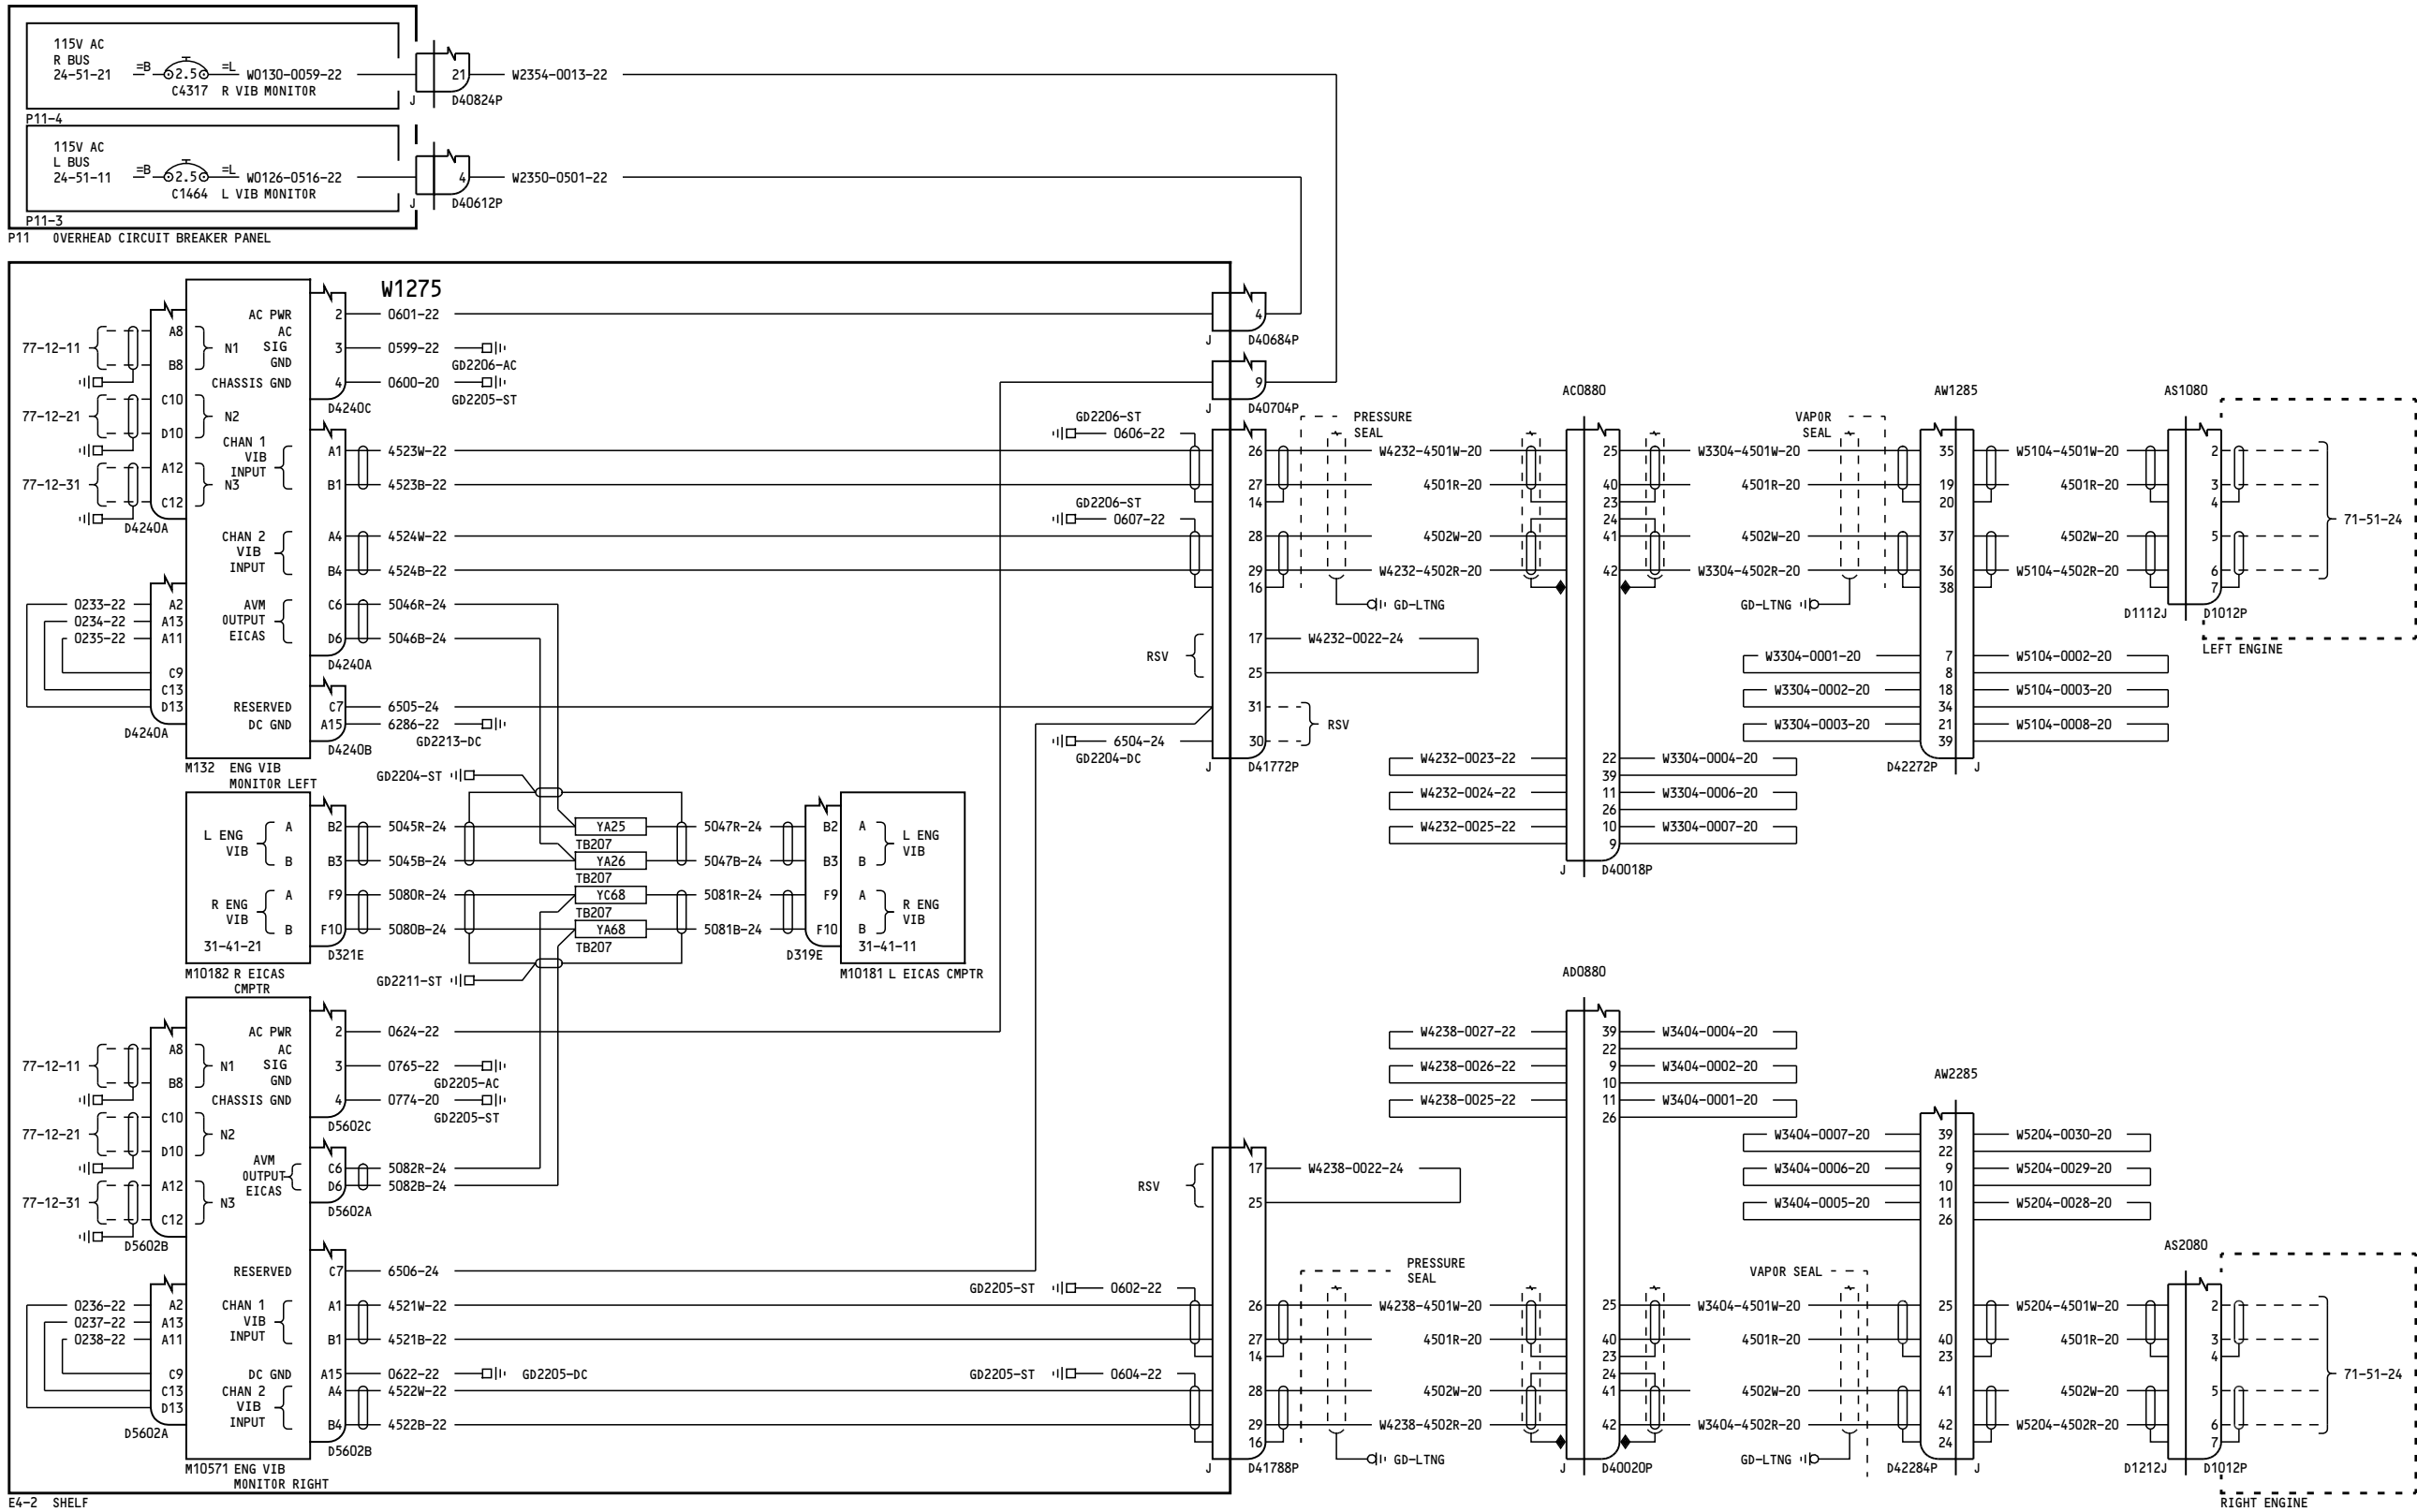 115V AC
R BUS
24-51-21 =B 2.5 =L W0130-0059-22 21 W2354-0013-22
C4317 R VIB MONITOR J D40824P
P11-4
115V AC
L BUS
24-51-11 =B 2.5 =L W0126-0516-22 4 W2350-0501-22
C1464 L VIB MONITOR J D40612P
P11-3
P11 OVERHEAD CIRCUIT BREAKER PANEL
W1275
AC PWR 2 0601-22 4
J D40684P
77-12-11 A8 B8 N1
AC
SIG 3 0599-22
GND
GD2206-AC
CHASSIS GND 4 0600-20 9
GD2205-ST
D4240C
J D40704P
77-12-21 C10 D10 N2
77-12-31 A12 C12 N3
D4240A
CHAN 1
VIB
INPUT
A1 4523W-22
B1 4523B-22
CHAN 2
VIB
INPUT
A4 4524W-22
B4 4524B-22
AVM
OUTPUT
EICAS
C6 5046R-24
D6 5046B-24
D4240A
0233-22 A2
0234-22 A13
0235-22 A11
C9
C13
D13
D4240A
RESERVED C7 6505-24
DC GND A15 6286-22
GD2213-DC
D4240B
M132 ENG VIB
MONITOR LEFT
GD2206-ST
0606-22
26
27
14
GD2206-ST
0607-22
28
29
16
RSV
17 W4232-0022-24
25
31
30
RSV
6504-24
GD2204-DC
J D41772P
PRESSURE
SEAL
W4232-4501W-20
4501R-20
4502W-20
W4232-4502R-20
GD-LTNG
AC0880
25
40
23
24
41
42
W4232-0023-22 22 W3304-0004-20
39
W4232-0024-22 11 W3304-0006-20
26
W4232-0025-22 10 W3304-0007-20
9
J D40018P
VAPOR
SEAL
W3304-4501W-20
4501R-20
4502W-20
W3304-4502R-20
GD-LTNG
AW1285
35
19
20
37
36
38
W3304-0001-20 7 W5104-0002-20
8
W3304-0002-20 18 W5104-0003-20
34
W3304-0003-20 21 W5104-0008-20
39
D42272P J
W5104-4501W-20
4501R-20
4502W-20
W5104-4502R-20
AS1080
2
3
4
5
6
7
71-51-24
D1112J D1012P
LEFT ENGINE
GD2204-ST
L ENG
VIB
A B2 5045R-24 YA25 5047R-24 B2 A
TB207
B B3 5045B-24 YA26 5047B-24 B3 B
TB207
L ENG
VIB
R ENG
VIB
A F9 5080R-24 YC68 5081R-24 F9 A
TB207
B F10 5080B-24 YA68 5081B-24 F10 B
TB207
R ENG
VIB
31-41-21
D321E
D319E
31-41-11
M10182 R EICAS
CMPTR
GD2211-ST
M10181 L EICAS CMPTR
AC PWR 2 0624-22
77-12-11 A8 B8 N1
AC
SIG 3 0765-22
GND
GD2205-AC
CHASSIS GND 4 0774-20
GD2205-ST
D5602C
77-12-21 C10 D10 N2
AVM
OUTPUT
EICAS
C6 5082R-24
D6 5082B-24
D5602A
77-12-31 A12 C12 N3
D5602B
RESERVED C7 6506-24
0236-22 A2
0237-22 A13
0238-22 A11
C9
C13
D13
D5602A
CHAN 1
VIB
INPUT
A1 4521W-22
B1 4521B-22
DC GND A15 0622-22 GD2205-DC
CHAN 2
VIB
INPUT
A4 4522W-22
B4 4522B-22
D5602B
M10571 ENG VIB
MONITOR RIGHT
E4-2 SHELF
RSV
17 W4238-0022-24
25
GD2205-ST 0602-22
26
27
14
GD2205-ST 0604-22
28
29
16
J D41788P
PRESSURE
SEAL
W4238-4501W-20
4501R-20
4502W-20
W4238-4502R-20
GD-LTNG
AD0880
W4238-0027-22 39 W3404-0004-20
22
W4238-0026-22 9 W3404-0002-20
10
W4238-0025-22 11 W3404-0001-20
26
25
40
23
24
41
42
J D40020P
VAPOR SEAL
W3404-4501W-20
4501R-20
4502W-20
W3404-4502R-20
GD-LTNG
AW2285
W3404-0007-20 39 W5204-0030-20
22
W3404-0006-20 9 W5204-0029-20
10
W3404-0005-20 11 W5204-0028-20
26
25
40
23
41
42
24
D42284P J
W5204-4501W-20
4501R-20
4502W-20
W5204-4502R-20
AS2080
2
3
4
5
6
7
71-51-24
D1212J D1012P
RIGHT ENGINE